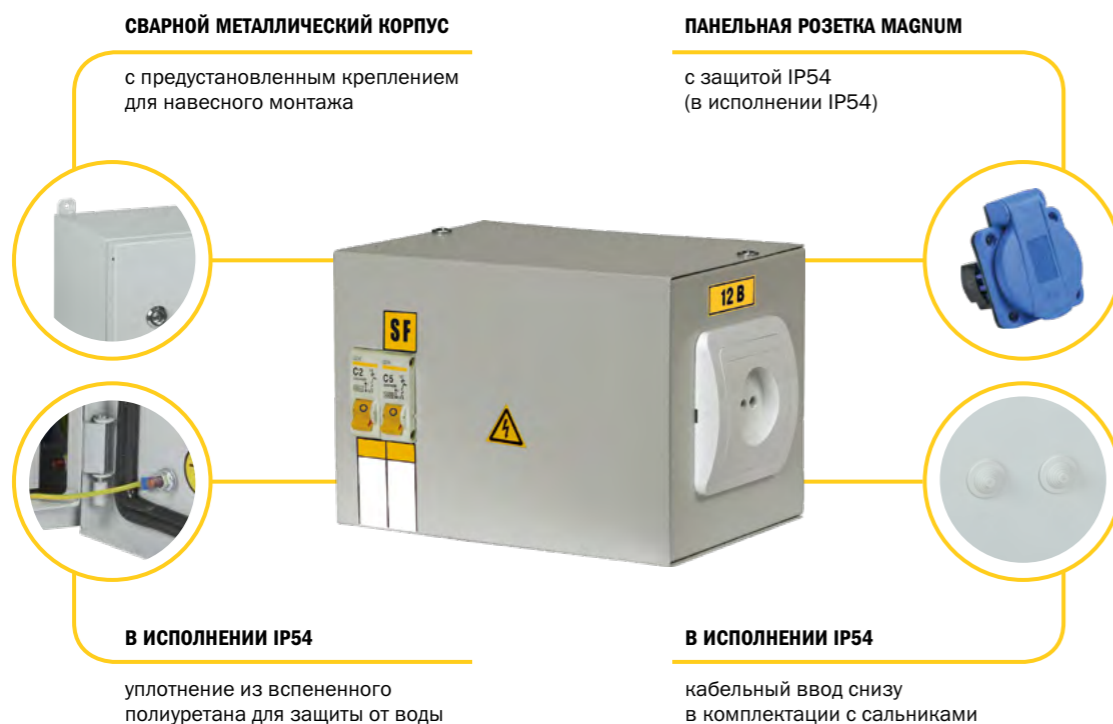 СВАРНОЙ МЕТАЛЛИЧЕСКИЙ КОРПУС
с предустановленным креплением
для навесного монтажа
ПАНЕЛЬНАЯ РОЗЕТКА MAGNUM
с защитой IP54
(в исполнении IP54)
12 В
SF
C2
C5
В ИСПОЛНЕНИИ IP54
уплотнение из вспененного
полиуретана для защиты от воды
В ИСПОЛНЕНИИ IP54
кабельный ввод снизу
в комплектации с сальниками